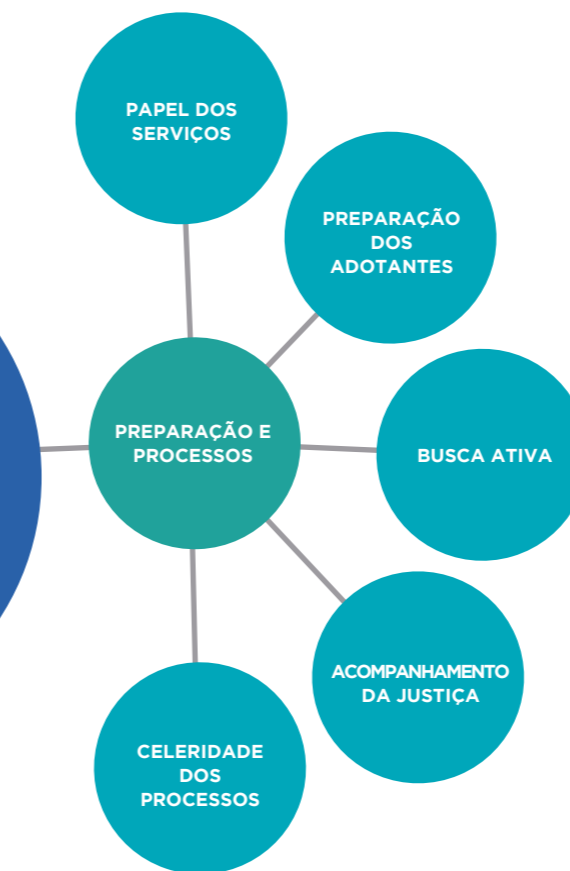 PAPEL DOS
SERVIÇOS
PREPARAÇÃO
DOS
ADOTANTES
PREPARAÇÃO E
PROCESSOS
BUSCA ATIVA
ACOMPANHAMENTO
DA JUSTIÇA
CELERIDADE
DOS
PROCESSOS